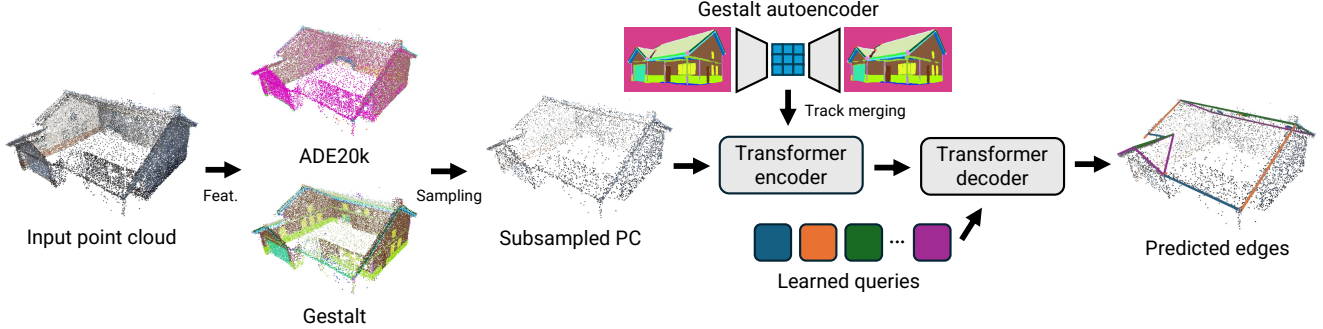 Gestalt autoencoder
Track merging
ADE20k
Feat.
Sampling
Transformer
encoder
Transformer
decoder
Input point cloud
Subsampled PC
...
Learned queries
Predicted edges
Gestalt